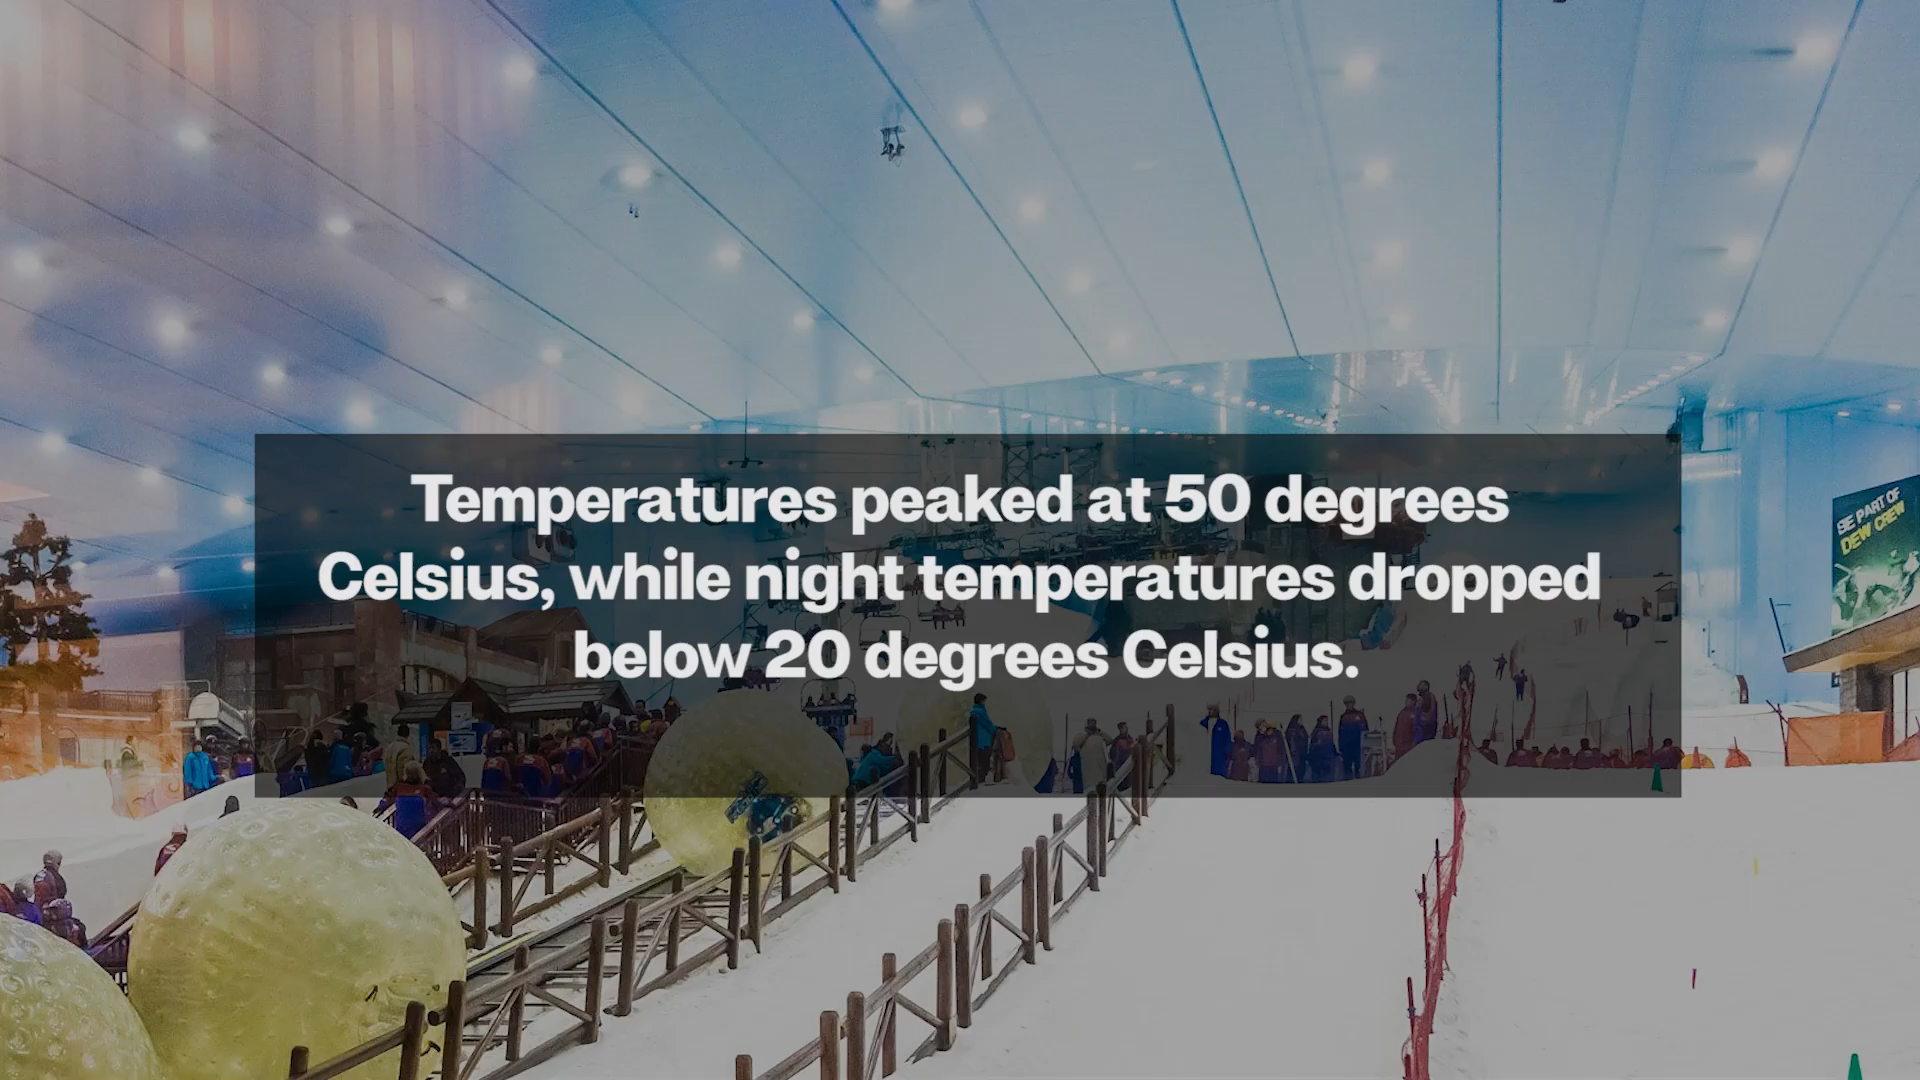 Temperatures peaked at 50 degrees
Celsius, while night temperatures dropped
below 20 degrees Celsius.
BE PART OF
DEW CREW